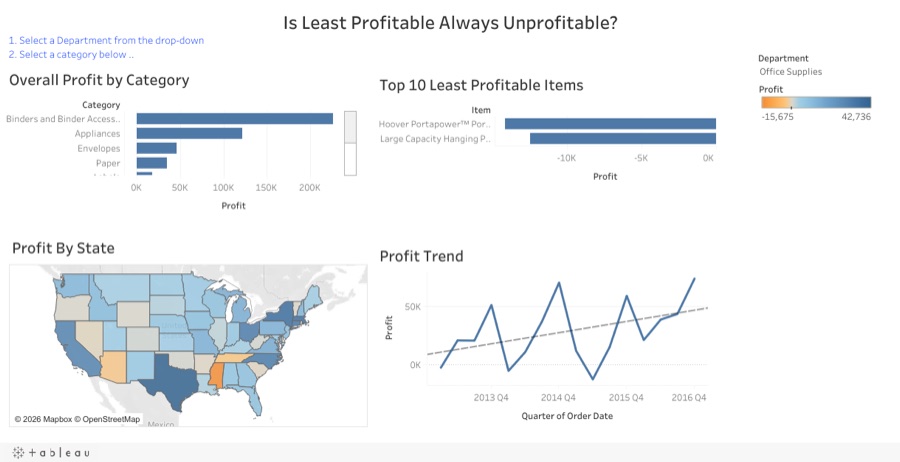 Is Least Profitable Always Unprofitable?
1. Select a Department from the drop-down
2. Select a category below ..
Overall Profit by Category
Category
Binders and Binder Access..
Appliances
Envelopes
Paper
0K 50K 100K 150K 200K
Profit
Top 10 Least Profitable Items
Item
Hoover Portapower™ Por..
Large Capacity Hanging P..
-10K -5K 0K
Profit
Department
Office Supplies
Profit
-15,675 42,736
Profit By State
© 2026 Mapbox © OpenStreetMap
Mexico
Profit Trend
Profit
50K
0K
2013 Q4 2014 Q4 2015 Q4 2016 Q4
Quarter of Order Date
+ a b l e a u